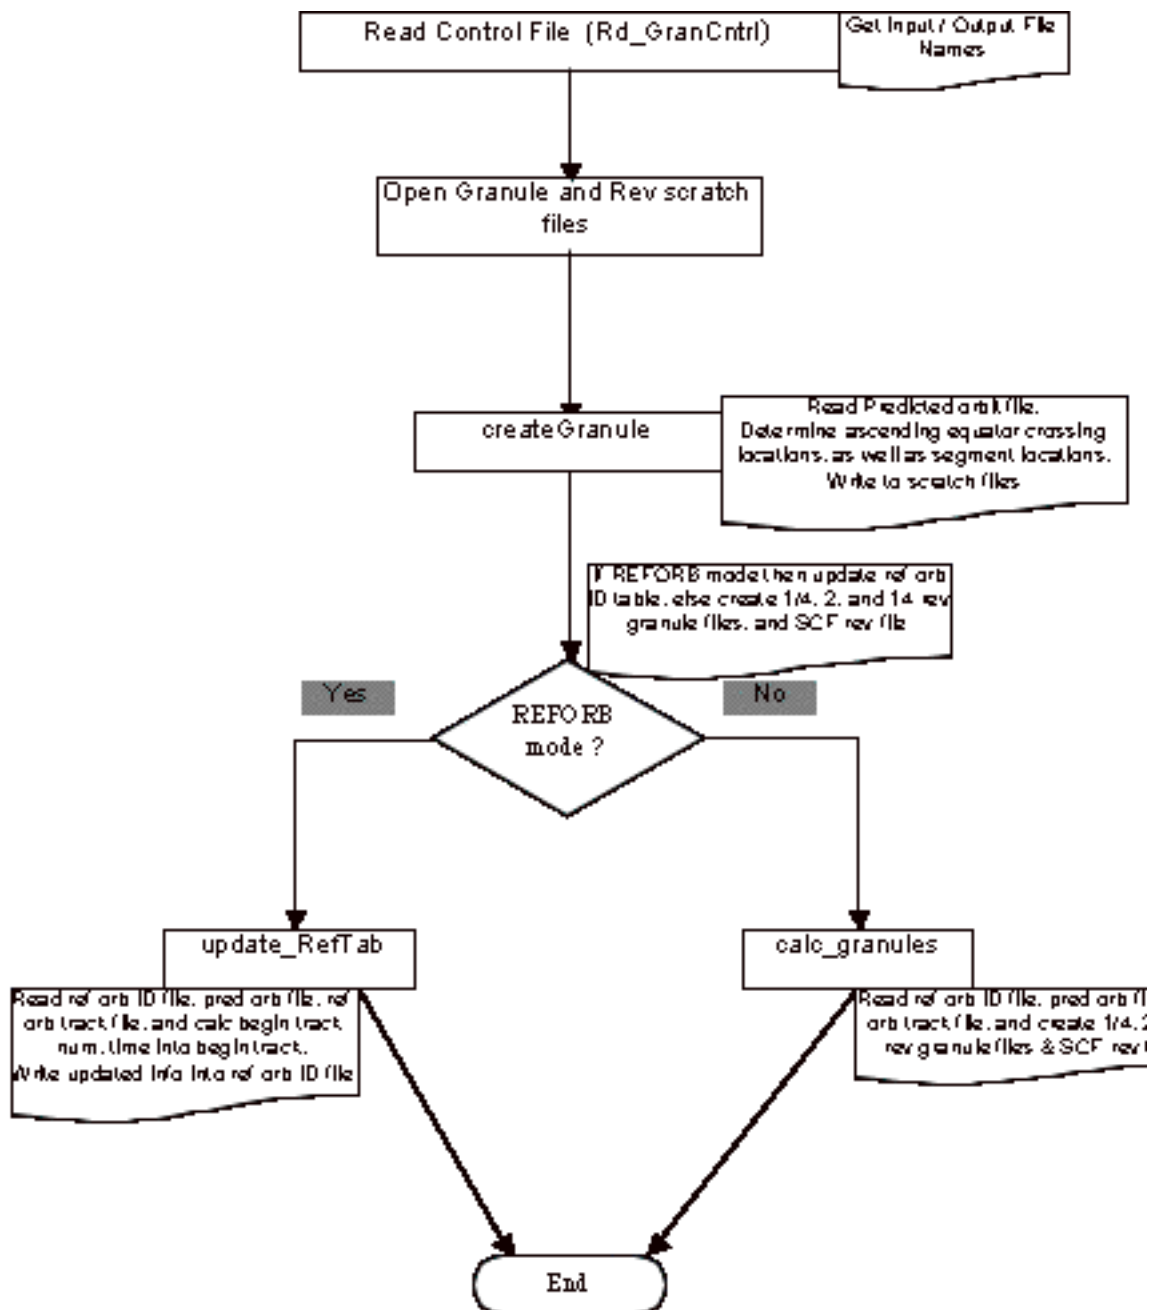 Read Control File (Rd_GranCntrl)
Get Input / Output File
Names
Open Granule and Rev scratch
files
createGranule
Read Predicted orbit file.
Determine ascending equator crossing
locations, as well as segment locations.
Write to scratch files
If REFORB mode then update ref orb
ID table, else create 1/4, 2, and 14 rev
granule files, and SCF rev file
Yes
No
REFORB
mode ?
update_RefTab
calc_granules
Read ref orb ID file, pred orb file, ref
orb track file, and calc begin track
num, time into begin track.
Write updated info into ref orb ID file
Read ref orb ID file, pred orb
orb track file, and create 1/4,
rev granule files & SCF rev
End